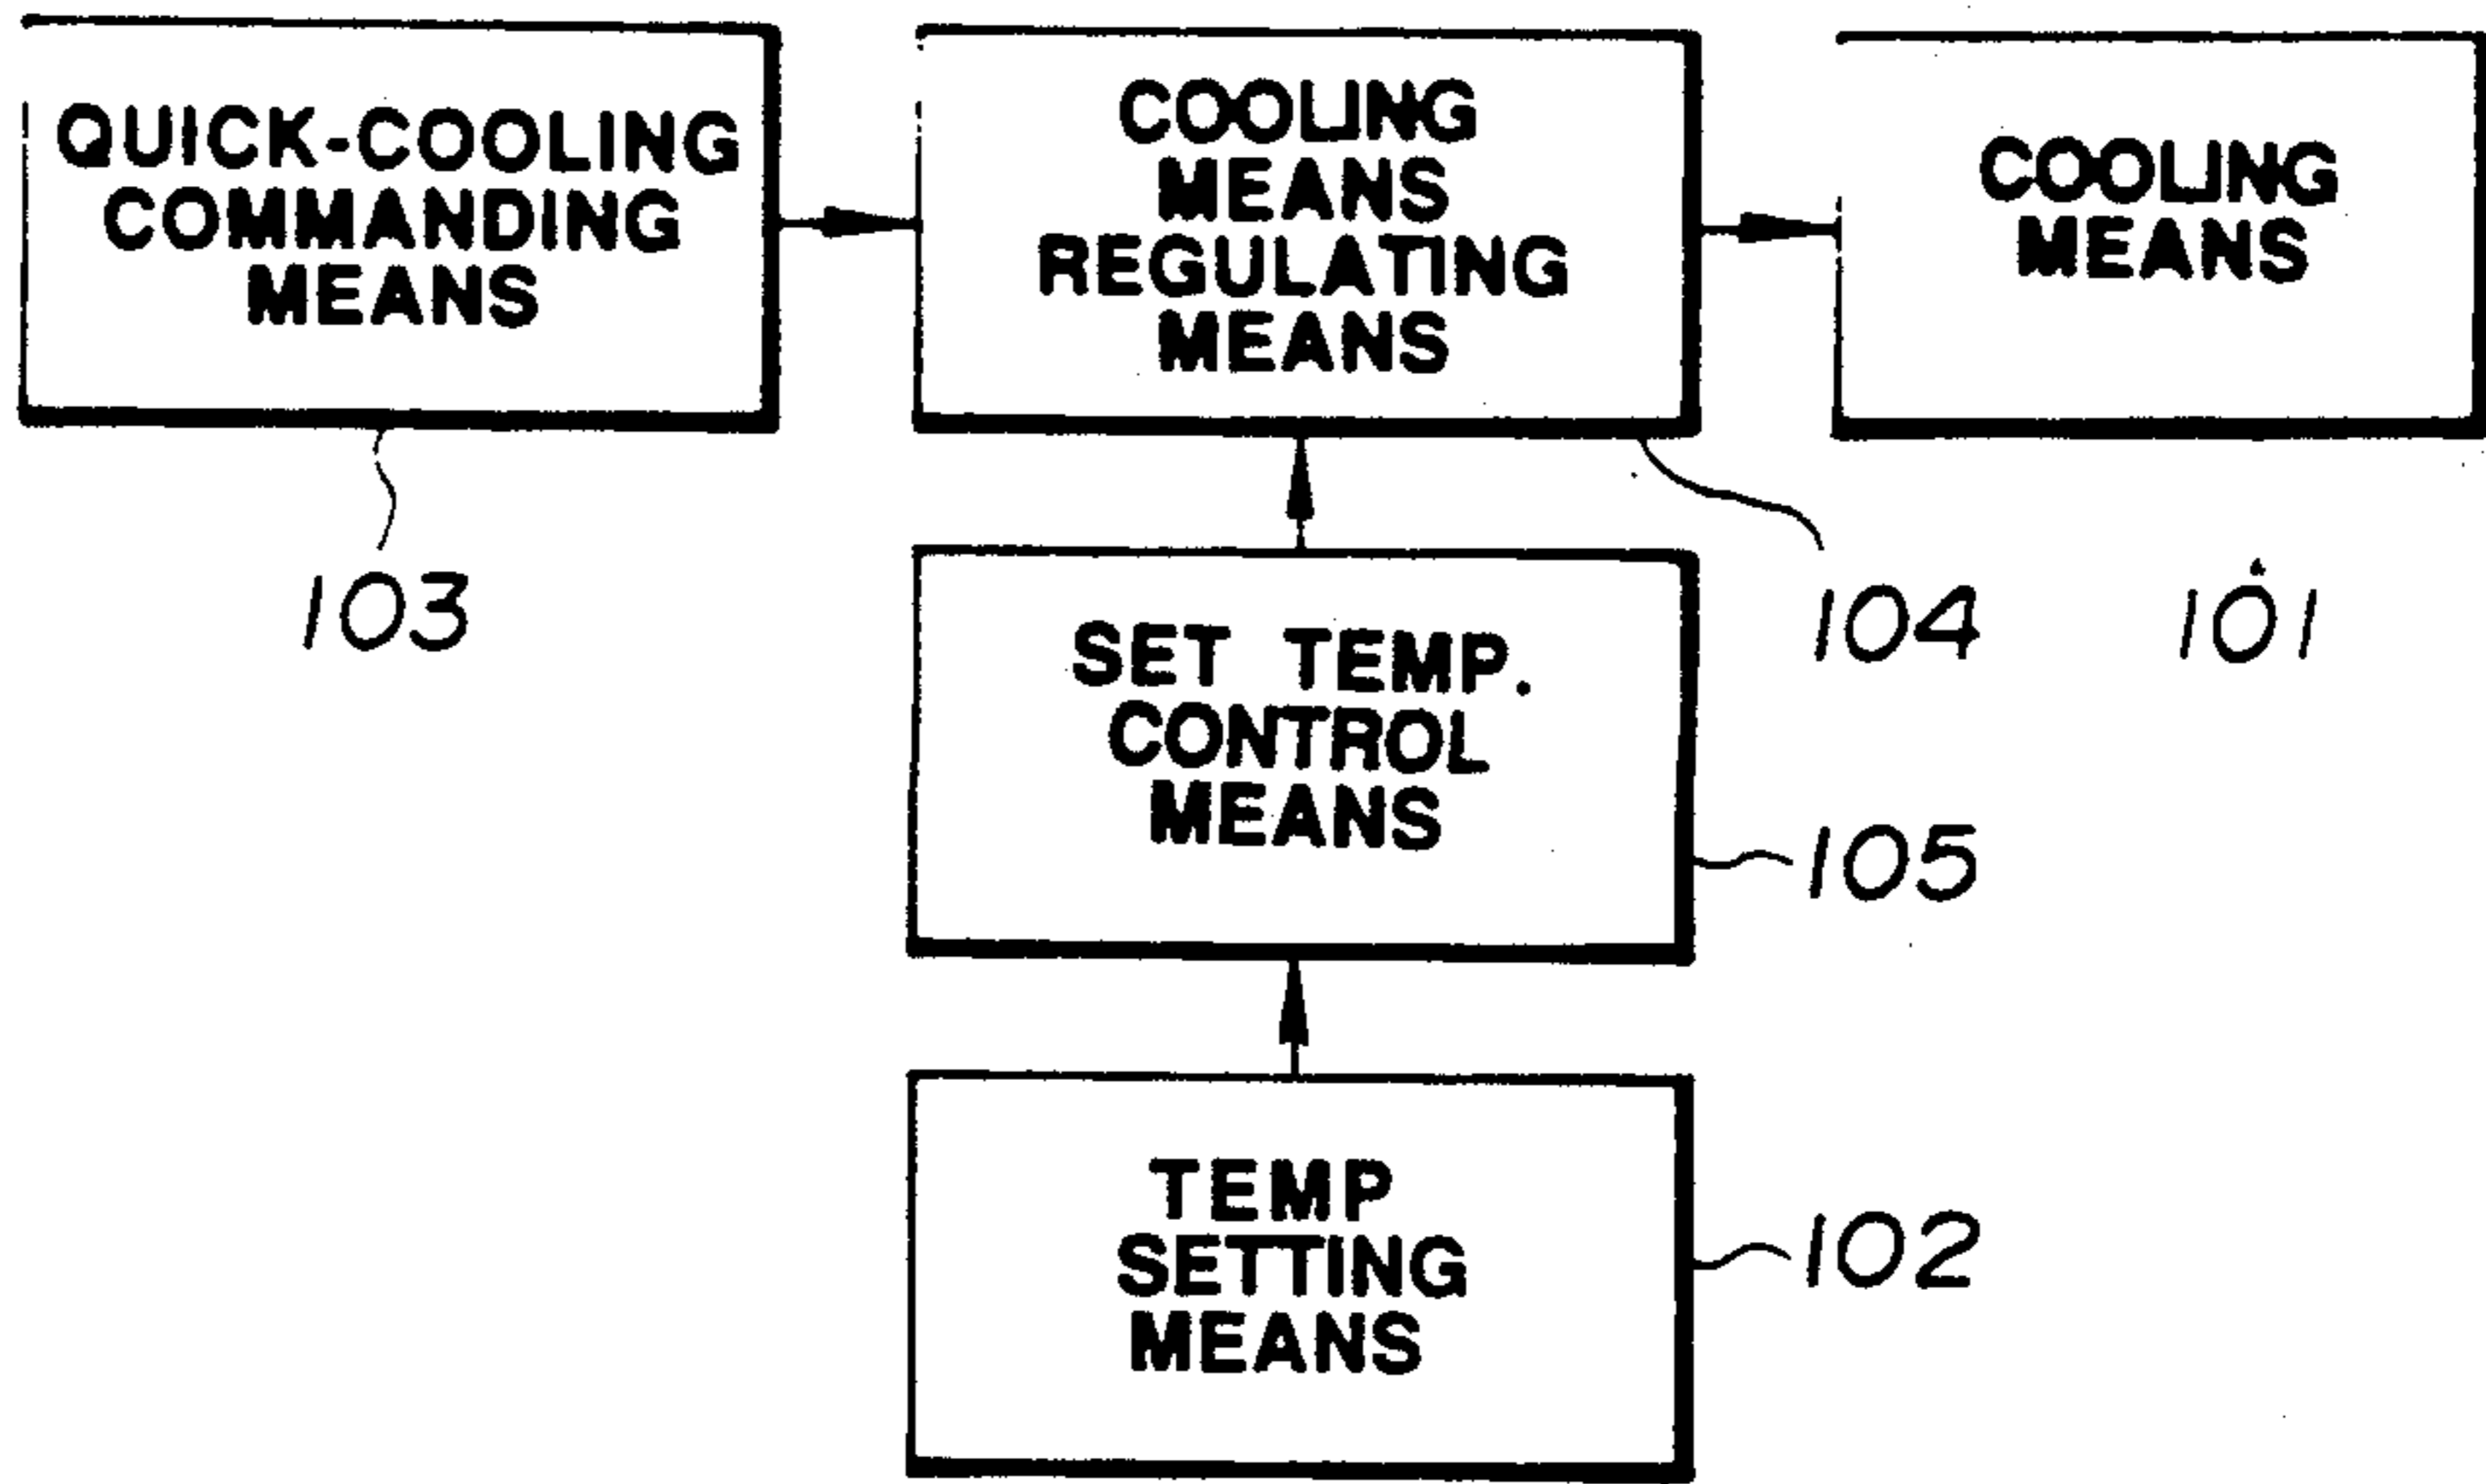 QUICK-COOLING
COMMANDING
MEANS
COOLING
MEANS
REGULATING
MEANS
COOLING
MEANS
103
104
101
SET TEMP.
CONTROL
MEANS
105
TEMP
SETTING
MEANS
102